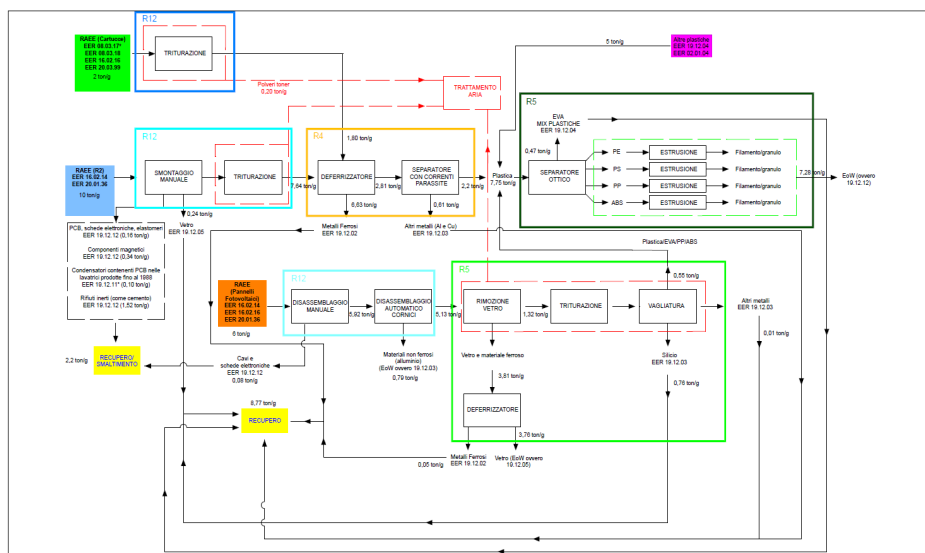 R12
RAEE (Cartucce)
EER 08.03.17*
EER 08.03.18
EER 16.02.16
EER 20.03.99
2 ton/g
TRITURAZIONE
Polveri toner
0,20 ton/g
TRATTAMENTO
ARIA
5 ton/g
Altre plastiche
EER 19.12.04
EER 02.01.04
R12
RAEE (R2)
EER 16.02.14
EER 20.01.36
10 ton/g
SMONTAGGIO
MANUALE
TRITURAZIONE
7,64 ton/g
R4
1,80 ton/g
DEFERRIZZATORE
2,81 ton/g
SEPARATORE
CON CORRENTI
PARASSITE
2,2 ton/g
6,63 ton/g
0,61 ton/g
Plastica
7,75 ton/g
R5
EVA
MIX PLASTICHE
EER 19.12.04
0,47 ton/g
SEPARATORE
OTTICO
PE
ESTRUSIONE
Filamento/granulo
PS
ESTRUSIONE
Filamento/granulo
PP
ESTRUSIONE
Filamento/granulo
ABS
ESTRUSIONE
Filamento/granulo
7,28 ton/g
EoW (ovvero
19.12.12)
0,24 ton/g
Vetro
EER 19.12.05
PCB, schede elettroniche, elastomeri
EER 19.12.12 (0,16 ton/g)
Componenti magnetici
EER 19.12.12 (0,34 ton/g)
Condensatori contenenti PCB nelle
lavatrici prodotte fino al 1988
EER 19.12.11* (0,10 ton/g)
Rifiuti inerti (come cemento)
EER 19.12.12 (1,52 ton/g)
2,2 ton/g
RECUPERO/
SMALTIMENTO
Metalli Ferrosi
EER 19.12.02
Altri metalli (Al e Cu)
EER 19.12.03
Plastica/EVA/PP/ABS
RAEE
(Pannelli
Fotovoltaici)
EER 16.02.14
EER 16.02.16
EER 20.01.36
6 ton/g
R12
DISASSEMBLAGGIO
MANUALE
5,92 ton/g
DISASSEMBLAGGIO
AUTOMATICO
CORNICI
5,13 ton/g
Cavi e
schede elettroniche
EER 19.12.12
0,08 ton/g
Materiali non ferrosi
(alluminio)
(EoW ovvero 19.12.03)
0,79 ton/g
R5
0,55 ton/g
RIMOZIONE
VETRO
1,32 ton/g
TRITURAZIONE
VAGLIATURA
Altri metalli
EER 19.12.03
0,01 ton/g
Vetro e materiale ferroso
3,81 ton/g
Silicio
EER 19.12.03
0,76 ton/g
DEFERRIZZATORE
3,76 ton/g
8,77 ton/g
RECUPERO
0,05 ton/g
Metalli Ferrosi
EER 19.12.02
Vetro (EoW ovvero
19.12.05)